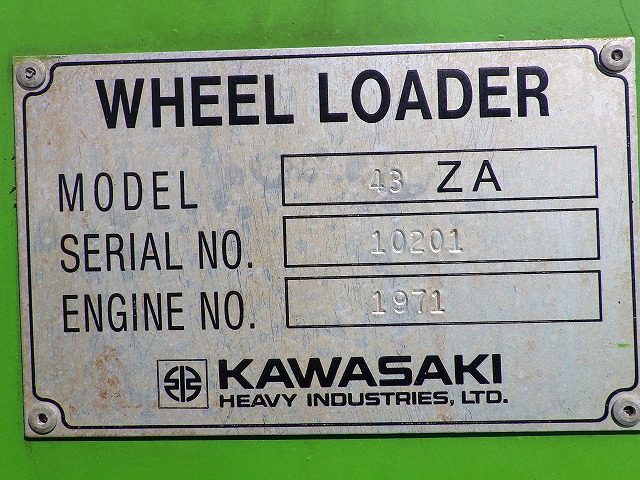 WHEEL LOADER
MODEL 43 ZA
SERIAL NO. 10201
ENGINE NO. 1971
KAWASAKI
HEAVY INDUSTRIES, LTD.